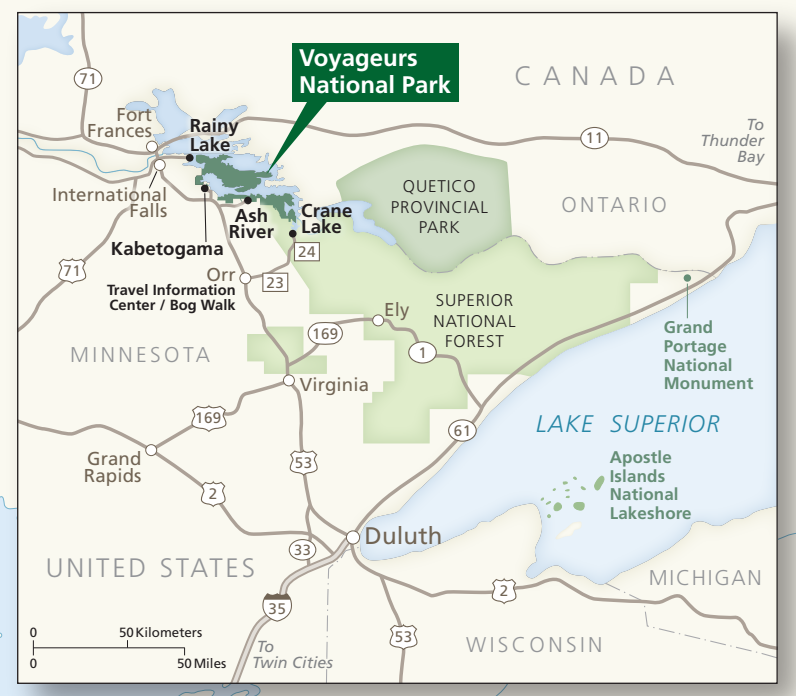 Voyageurs
National Park
CANADA
71
Fort
Frances
Rainy
Lake
11
To
Thunder
Bay
International
Falls
QUETICO
PROVINCIAL
PARK
ONTARIO
Ash
River
Crane
Lake
Kabetogama
24
71
Orr
23
Travel Information
Center / Bog Walk
SUPERIOR
NATIONAL
FOREST
Ely
169
1
Grand
Portage
National
Monument
MINNESOTA
Virginia
169
61
LAKE SUPERIOR
Grand
Rapids
53
2
Apostle
Islands
National
Lakeshore
Duluth
33
UNITED STATES
MICHIGAN
2
35
53
WISCONSIN
To
Twin Cities
0 50 Kilometers
0 50 Miles